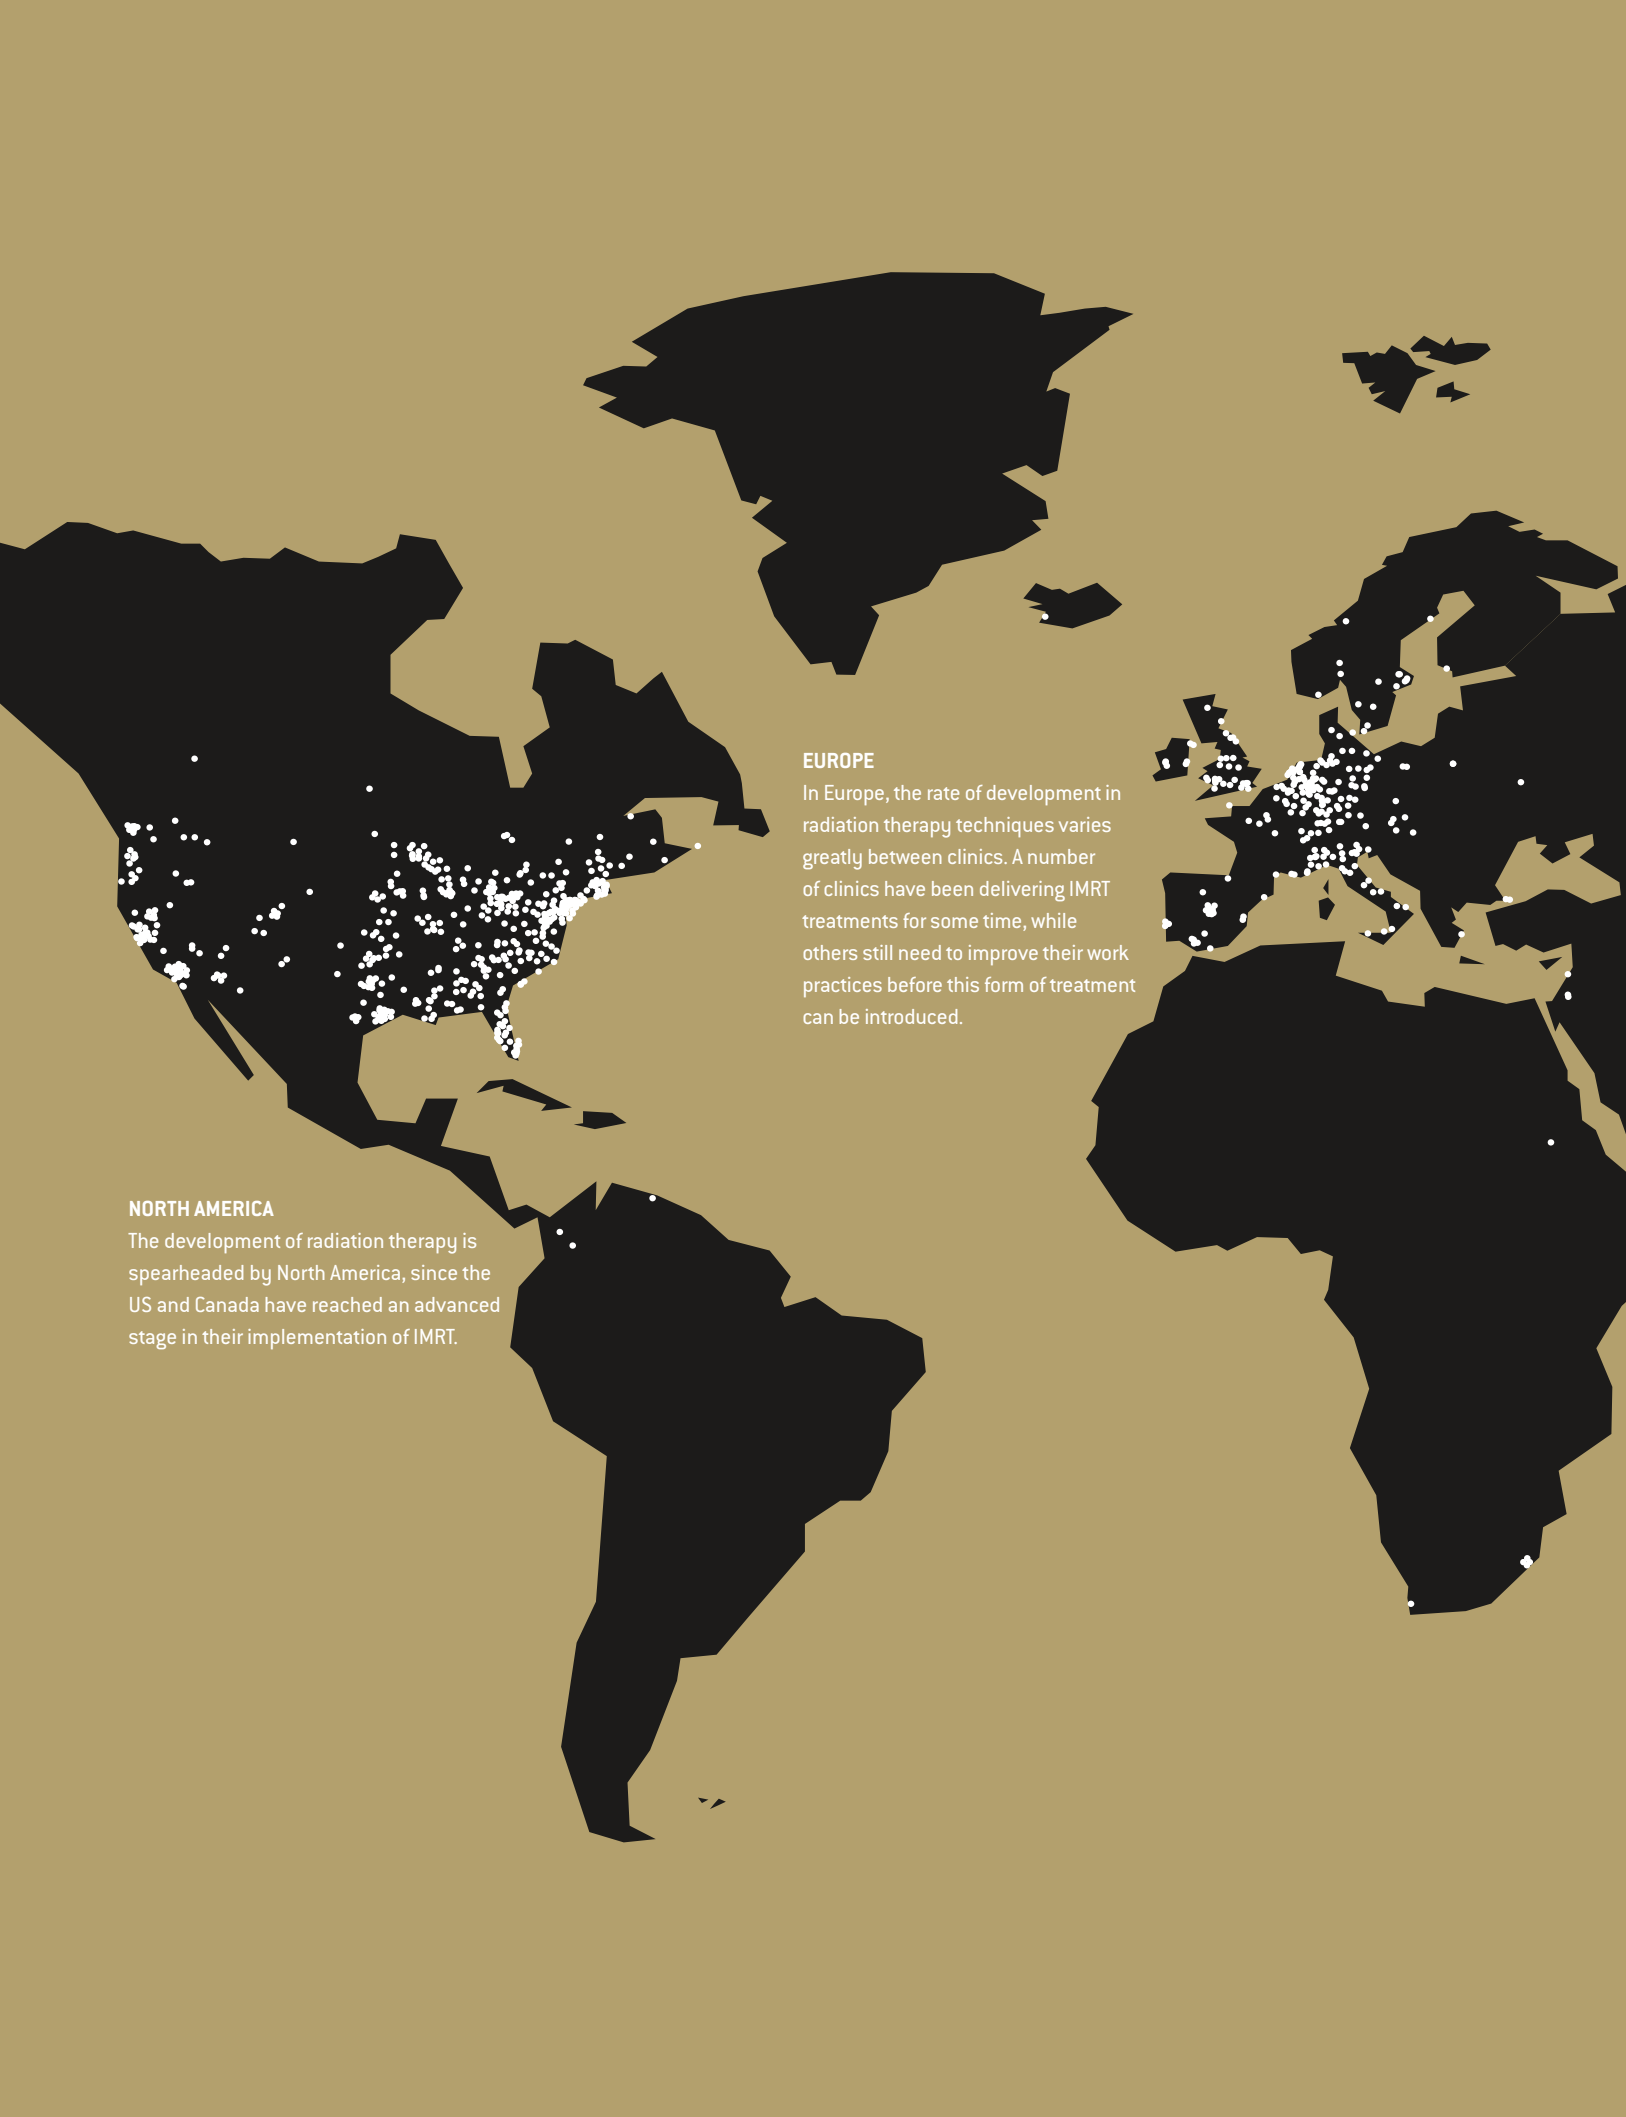 EUROPE
In Europe, the rate of development in
radiation therapy techniques varies
greatly between clinics. A number
of clinics have been delivering IMRT
treatments for some time, while
others still need to improve their work
practices before this form of treatment
can be introduced.
NORTH AMERICA
The development of radiation therapy is
spearheaded by North America, since the
US and Canada have reached an advanced
stage in their implementation of IMRT.